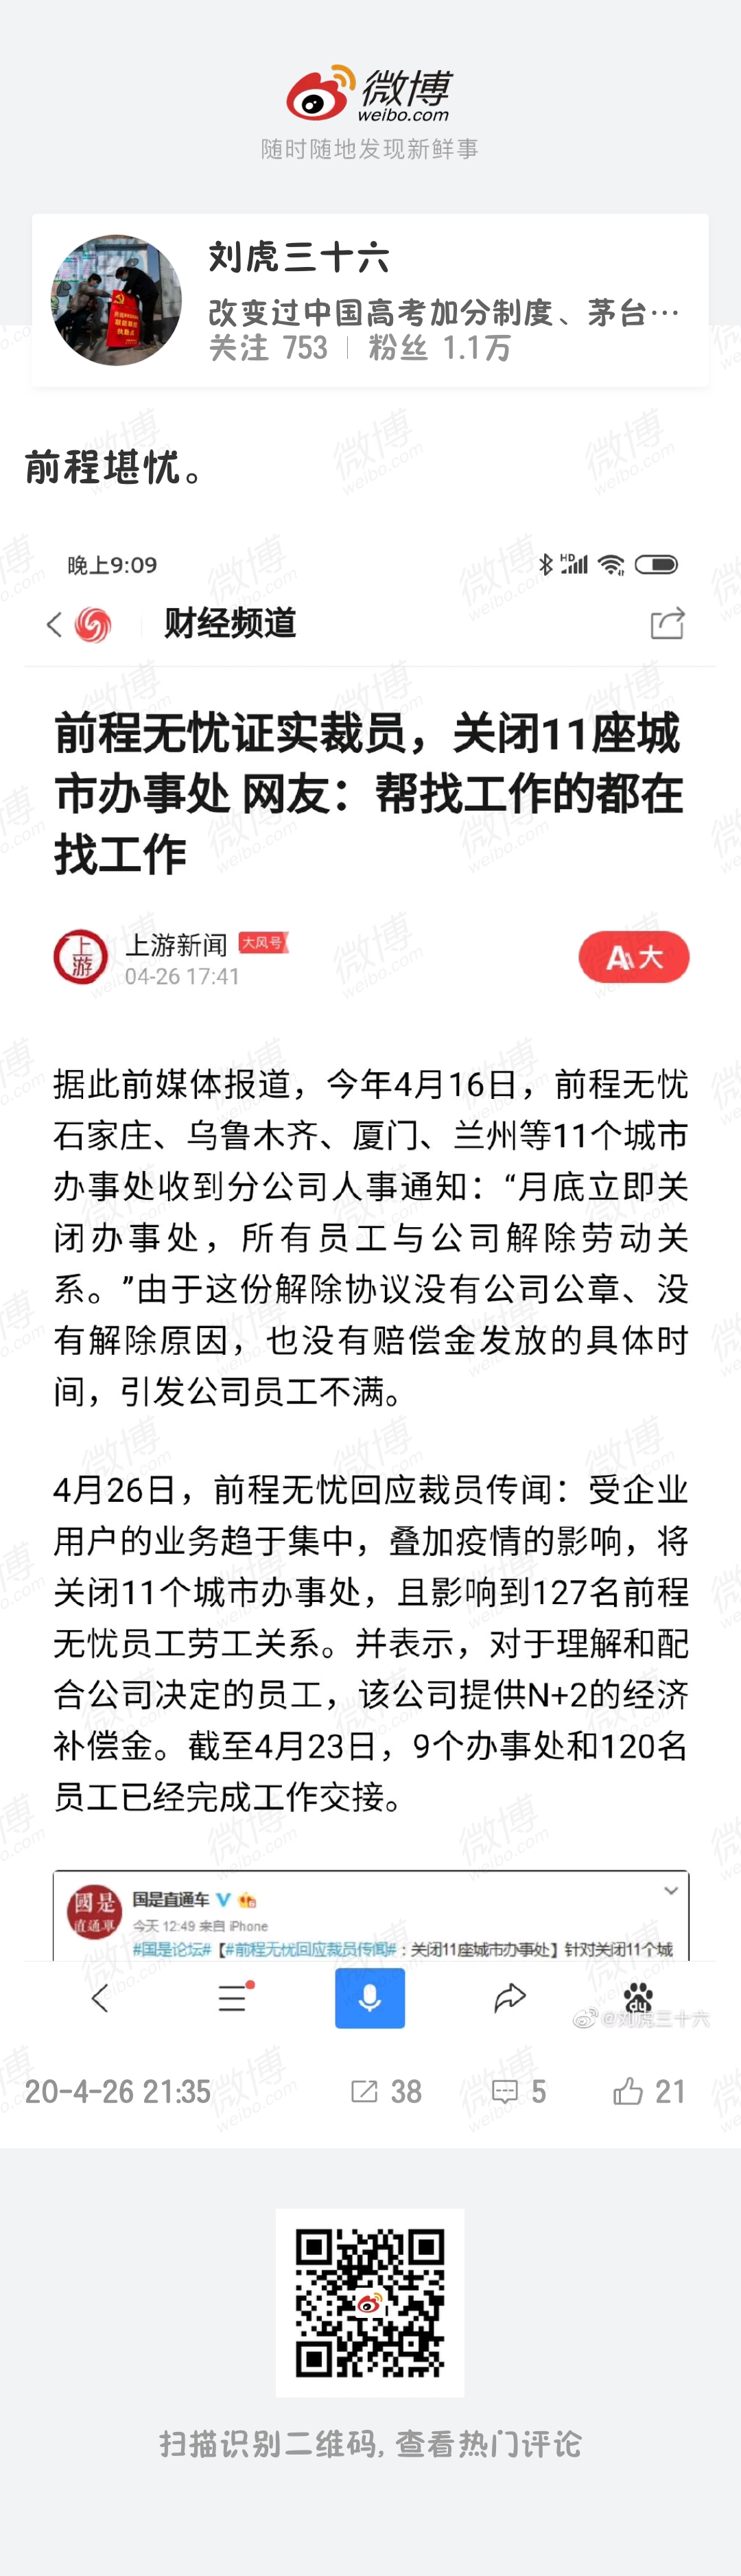 微博
weibo.com
随时随地发现新鲜事
刘虎三十六
改变过中国高考加分制度、茅台…
关注 753 | 粉丝 1.1万
前程堪忧。
晚上9:09
HD
财经频道
前程无忧证实裁员，关闭11座城
市办事处 网友：帮找工作的都在
找工作
上游
上游新闻 大风号
04-26 17:41
A 大
据此前媒体报道，今年4月16日，前程无忧
石家庄、乌鲁木齐、厦门、兰州等11个城市
办事处收到分公司人事通知：“月底立即关
闭办事处，所有员工与公司解除劳动关
系。”由于这份解除协议没有公司公章、没
有解除原因，也没有赔偿金发放的具体时
间，引发公司员工不满。
4月26日，前程无忧回应裁员传闻：受企业
用户的业务趋于集中，叠加疫情的影响，将
关闭11个城市办事处，且影响到127名前程
无忧员工劳工关系。并表示，对于理解和配
合公司决定的员工，该公司提供N+2的经济
补偿金。截至4月23日，9个办事处和120名
员工已经完成工作交接。
國是
直通車
国是直通车
今天 12:49 来自 iPhone
#国是论坛#【#前程无忧回应裁员传闻#：关闭11座城市办事处】针对关闭11个城
du
@刘虎三十六
20-4-26 21:35
38
5
21
扫描识别二维码, 查看热门评论